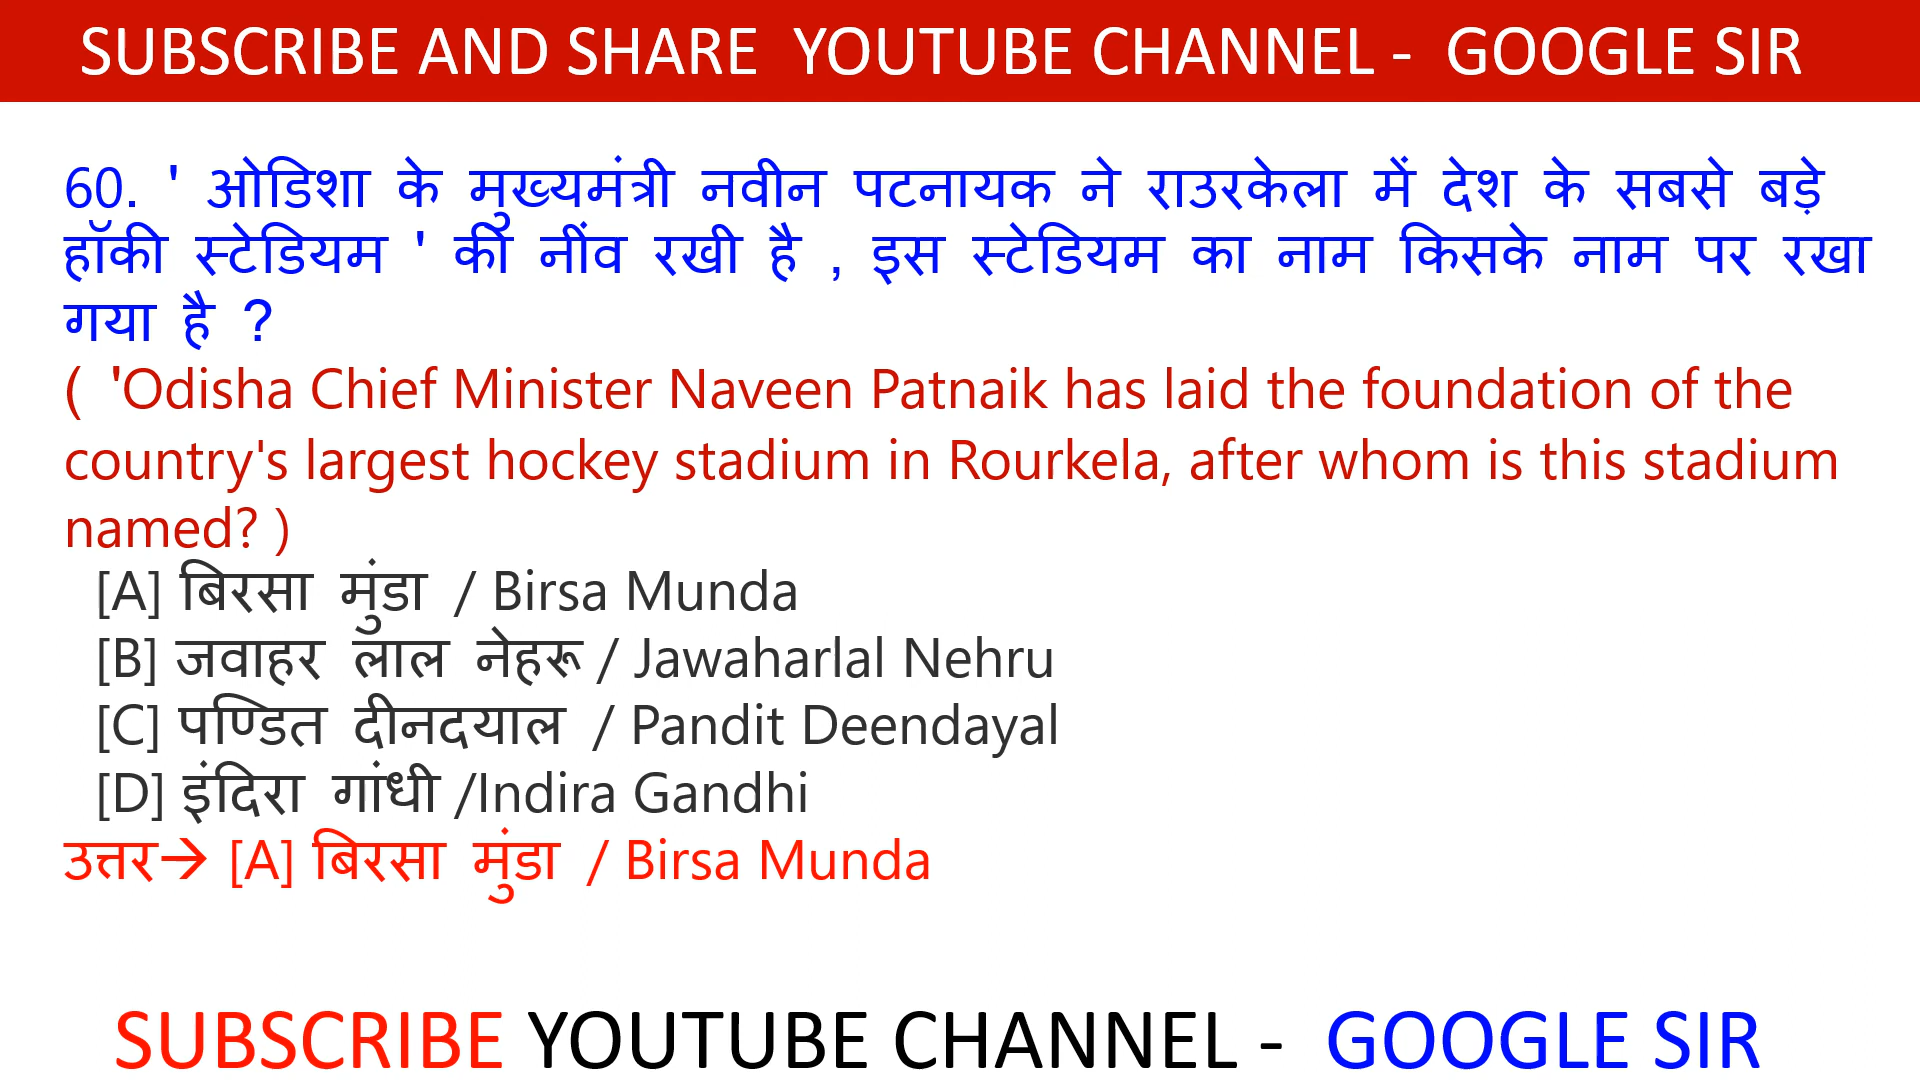 SUBSCRIBE AND SHARE YOUTUBE CHANNEL - GOOGLE SIR
60. ' ओडिशा के मुख्यमंत्री नवीन पटनायक ने राउरकेला में देश के सबसे बड़े
हॉकी स्टेडियम ' की नींव रखी है , इस स्टेडियम का नाम किसके नाम पर रखा
गया है ?
( 'Odisha Chief Minister Naveen Patnaik has laid the foundation of the
country's largest hockey stadium in Rourkela, after whom is this stadium
named? )
[A] बिरसा मुंडा / Birsa Munda
[B] जवाहर लाल नेहरू / Jawaharlal Nehru
[C] पण्डित दीनदयाल / Pandit Deendayal
[D] इंदिरा गांधी /Indira Gandhi
उत्तर→ [A] बिरसा मुंडा / Birsa Munda
SUBSCRIBE YOUTUBE CHANNEL - GOOGLE SIR